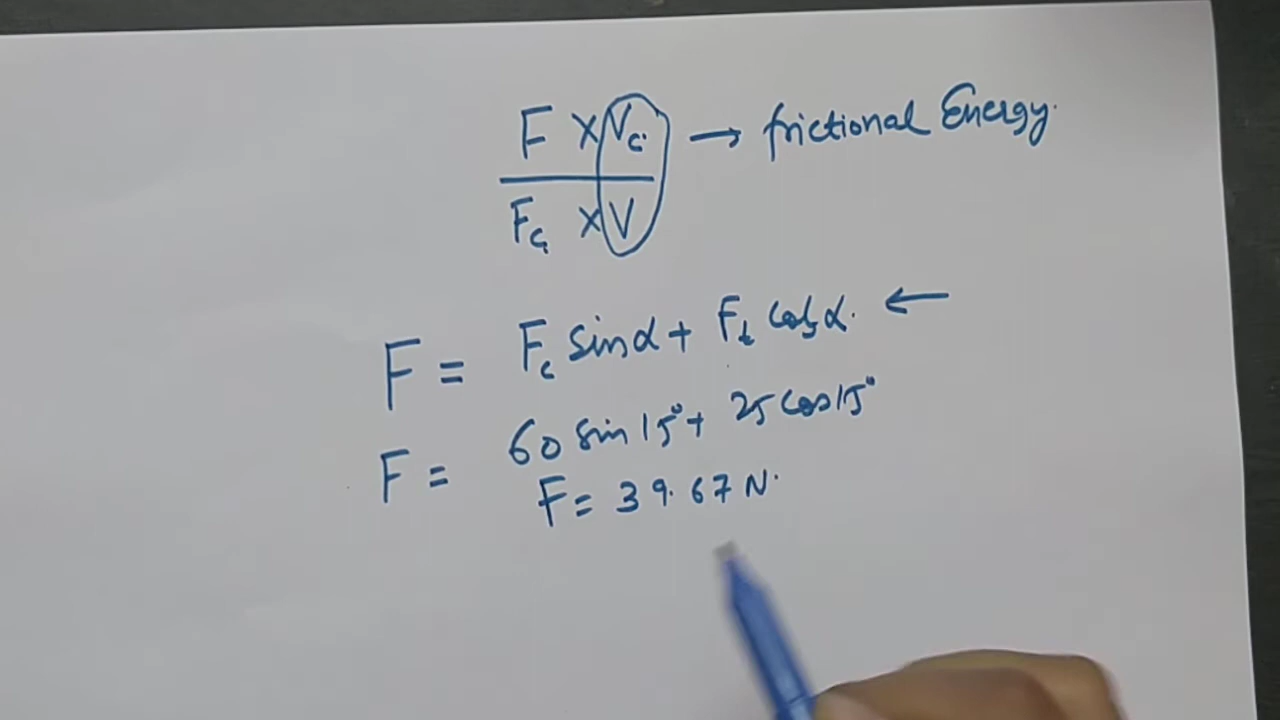 F × Vc → frictional Energy.
Fc × V
F = Fc sinα + Ft cosα. ←
F = 60 sin 15° + 25 cos 15°
F = 39.67 N.